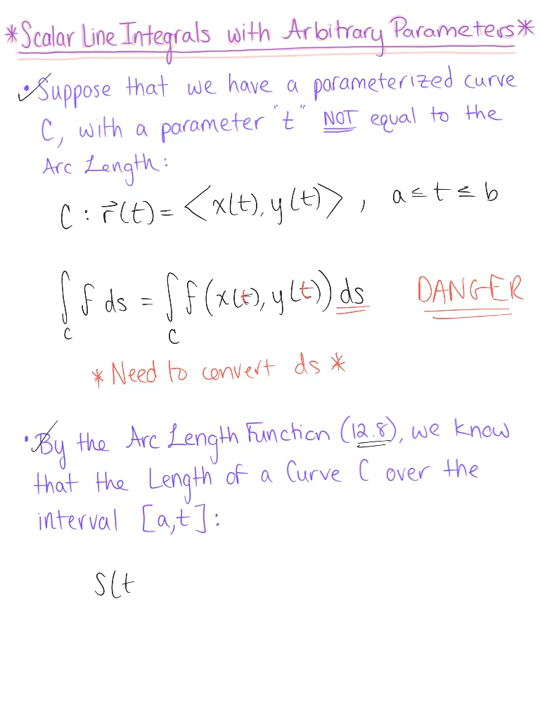 *Scalar Line Integrals with Arbitrary Parameters*
• Suppose that we have a parameterized curve
C, with a parameter "t" NOT equal to the
Arc Length:
C : r⃗(t) = ⟨x(t), y(t)⟩ , a ≤ t ≤ b
∫_C f ds = ∫_C f(x(t), y(t)) ds DANGER
* Need to convert ds *
• By the Arc Length Function (12.8), we know
that the Length of a Curve C over the
interval [a,t] :
S(t